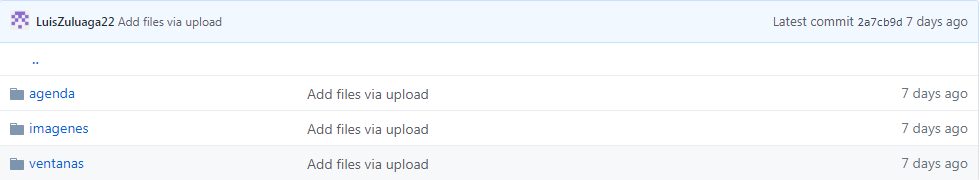 LuisZuluaga22 Add files via upload Latest commit 2a7cb9d 7 days ago
..
agenda Add files via upload 7 days ago
imagenes Add files via upload 7 days ago
ventanas Add files via upload 7 days ago